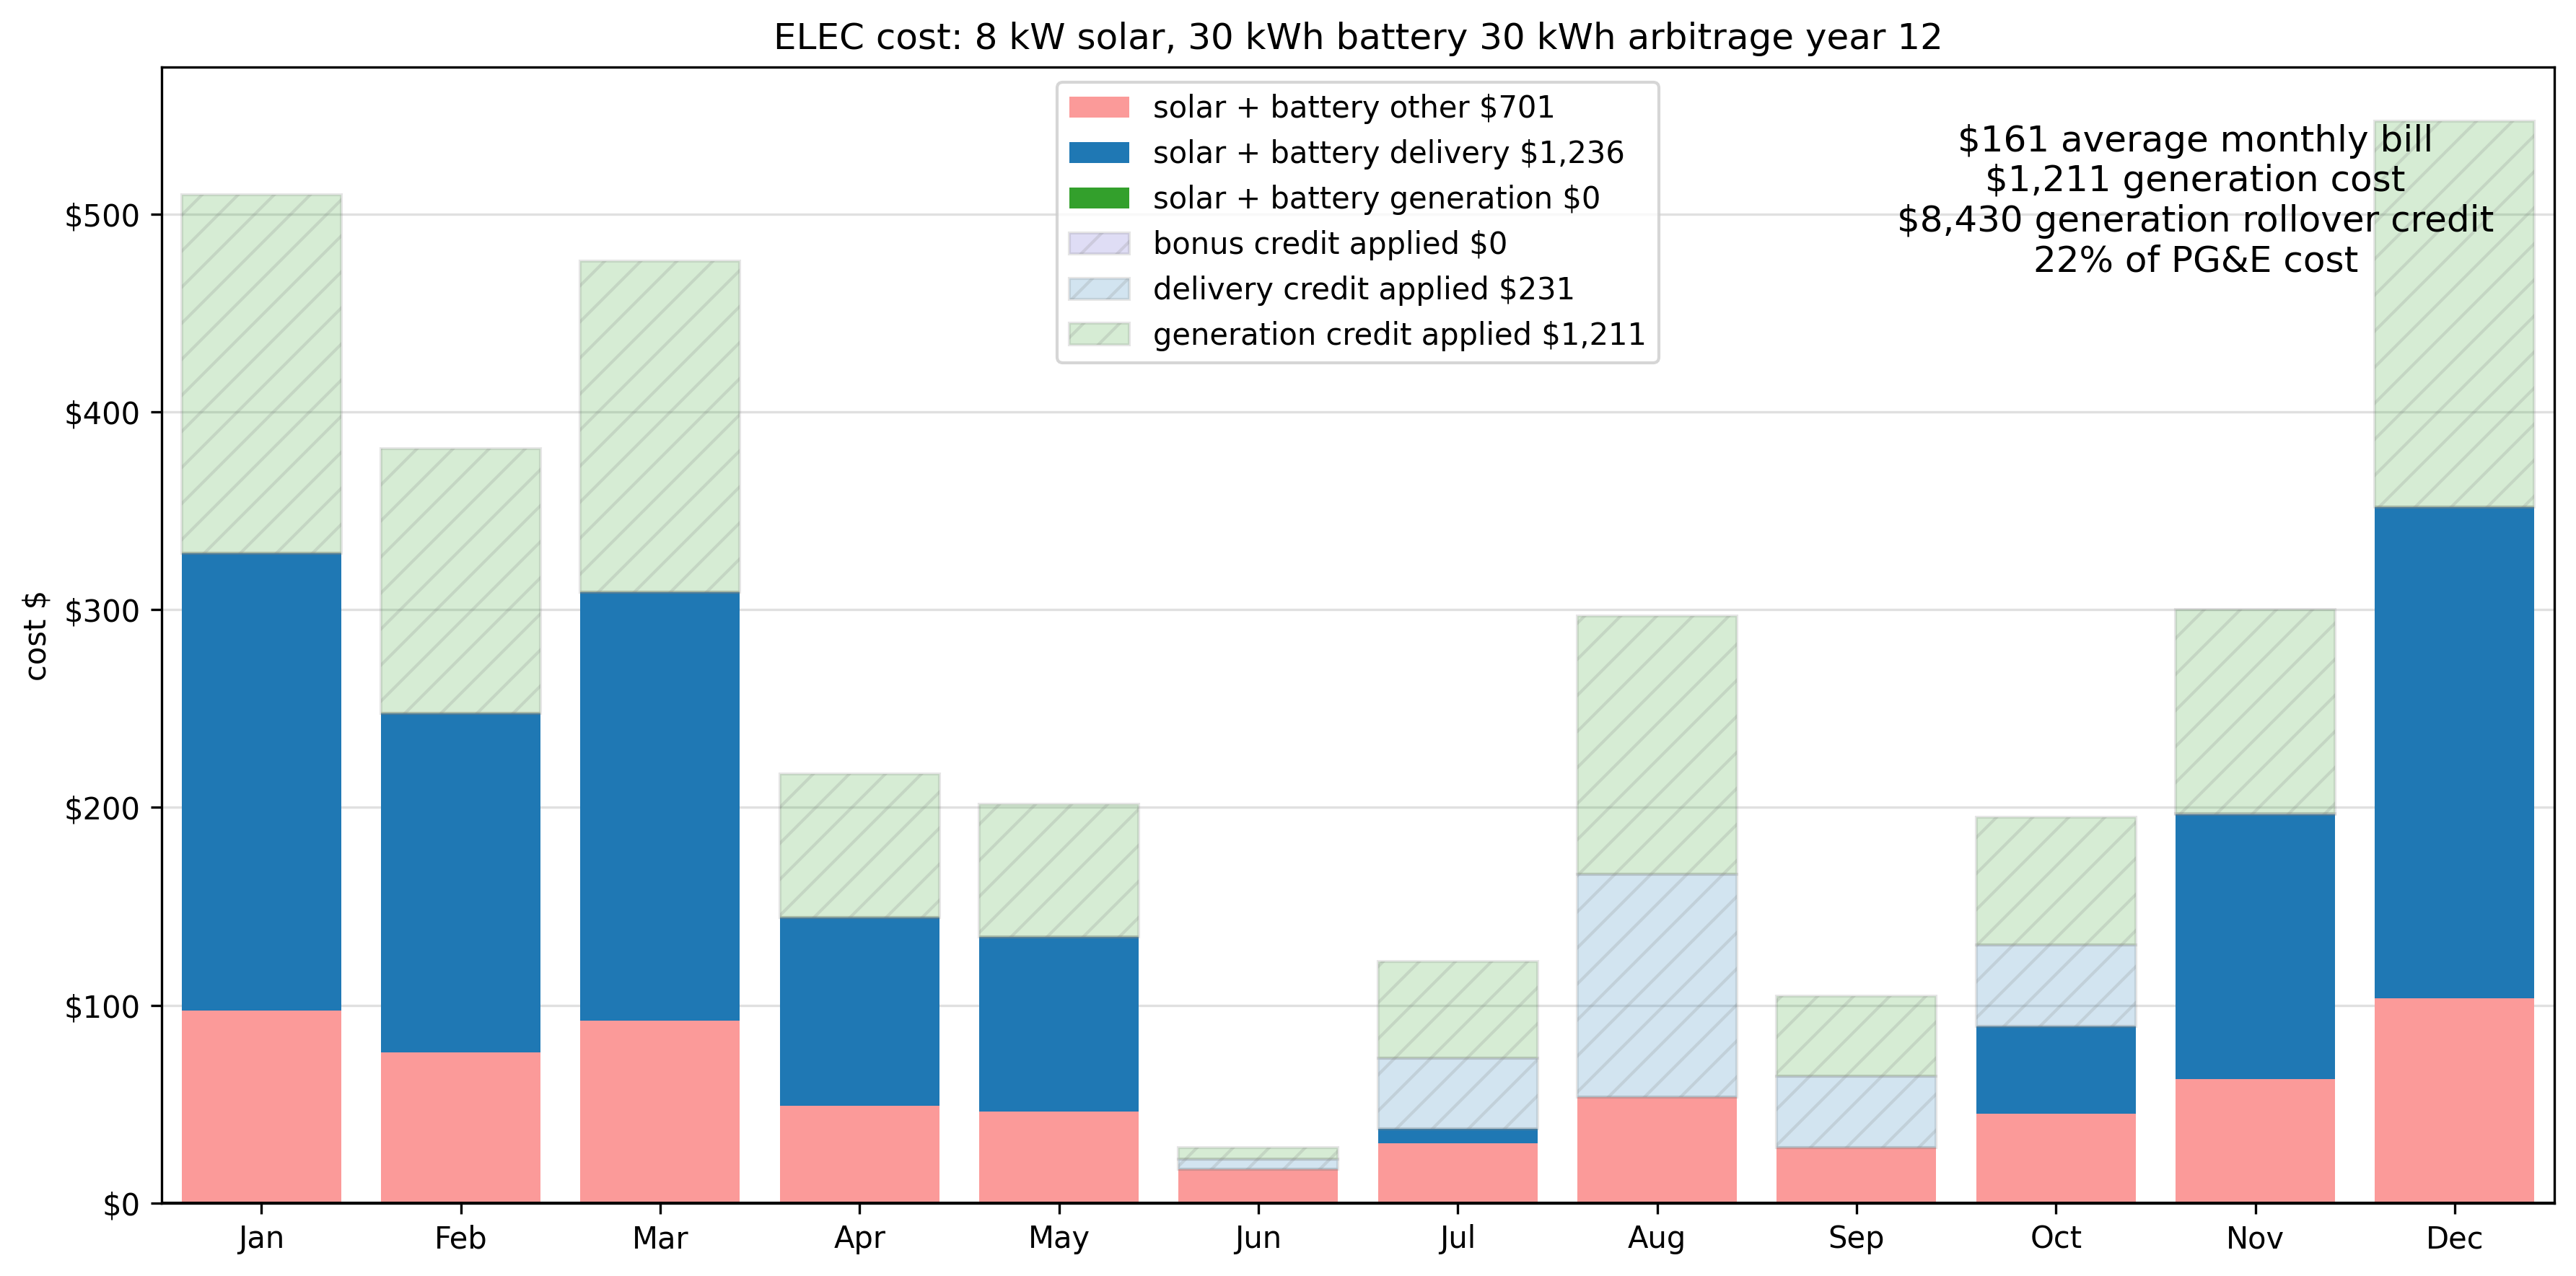 ELEC cost: 8 kW solar, 30 kWh battery 30 kWh arbitrage year 12
solar + battery other $701
solar + battery delivery $1,236
solar + battery generation $0
bonus credit applied $0
delivery credit applied $231
generation credit applied $1,211
$161 average monthly bill
$1,211 generation cost
$8,430 generation rollover credit
22% of PG&E cost
cost $
$500
$400
$300
$200
$100
$0
Jan Feb Mar Apr May Jun Jul Aug Sep Oct Nov Dec